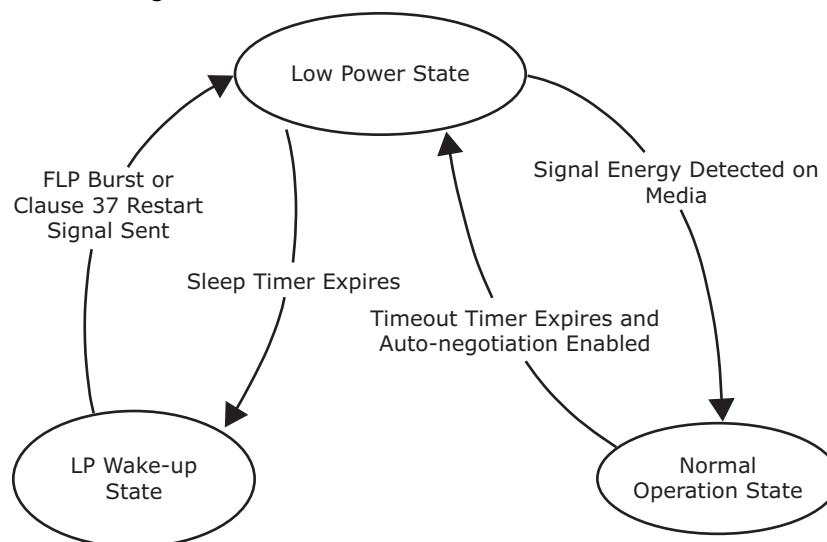 Low Power State
FLP Burst or
Clause 37 Restart
Signal Sent
Signal Energy Detected on
Media
Sleep Timer Expires
Timeout Timer Expires and
Auto-negotiation Enabled
LP Wake-up
State
Normal
Operation State